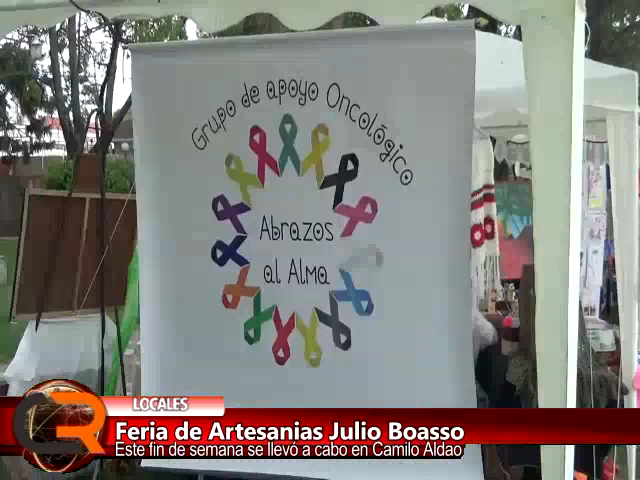 Grupo de apoyo Oncológico
Abrazos
al Alma
LOCALES
CR
Feria de Artesanias Julio Boasso
Este fin de semana se llevó a cabo en Camilo Aldao